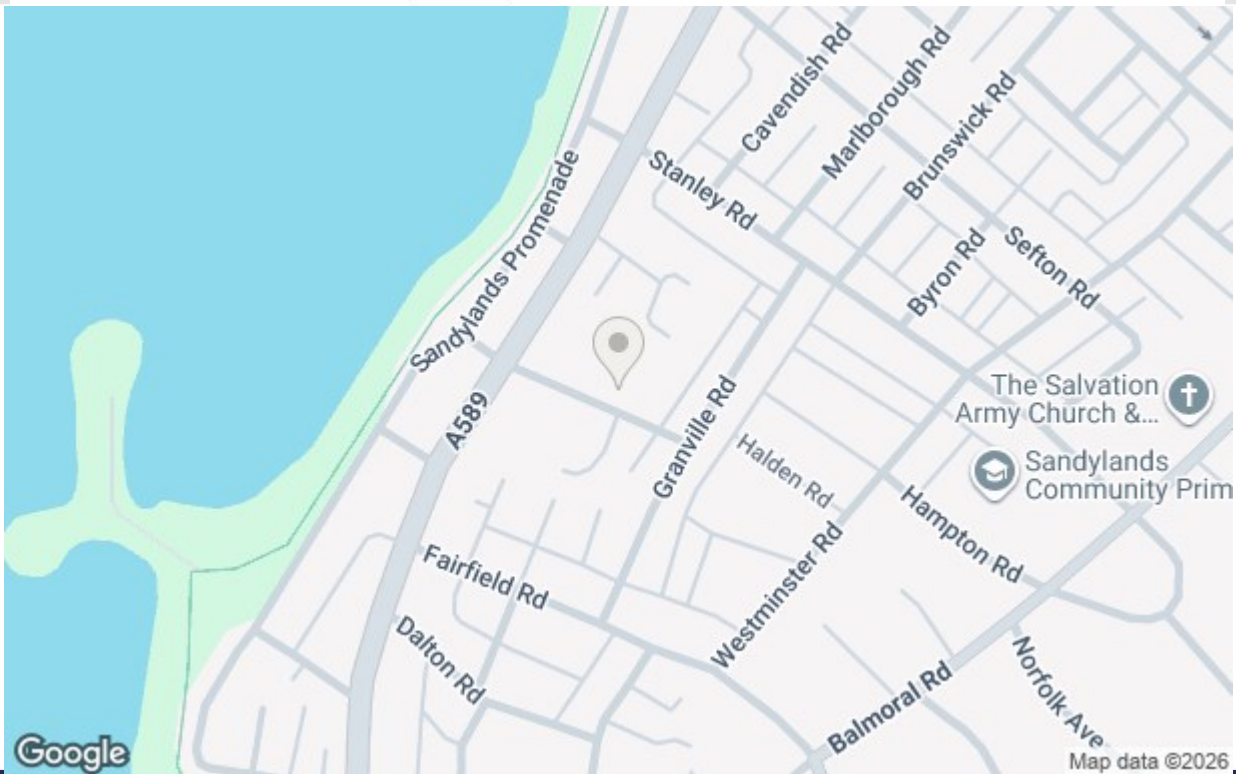 Cavendish Rd
Marlborough Rd
Brunswick Rd
Stanley Rd
Sandylands Promenade
Byron Rd
Sefton Rd
A589
Granville Rd
The Salvation
Army Church &...
Halden Rd
Sandylands
Community Prim
Hampton Rd
Fairfield Rd
Westminster Rd
Dalton Rd
Balmoral Rd
Norfolk Ave
Google
Map data ©2026